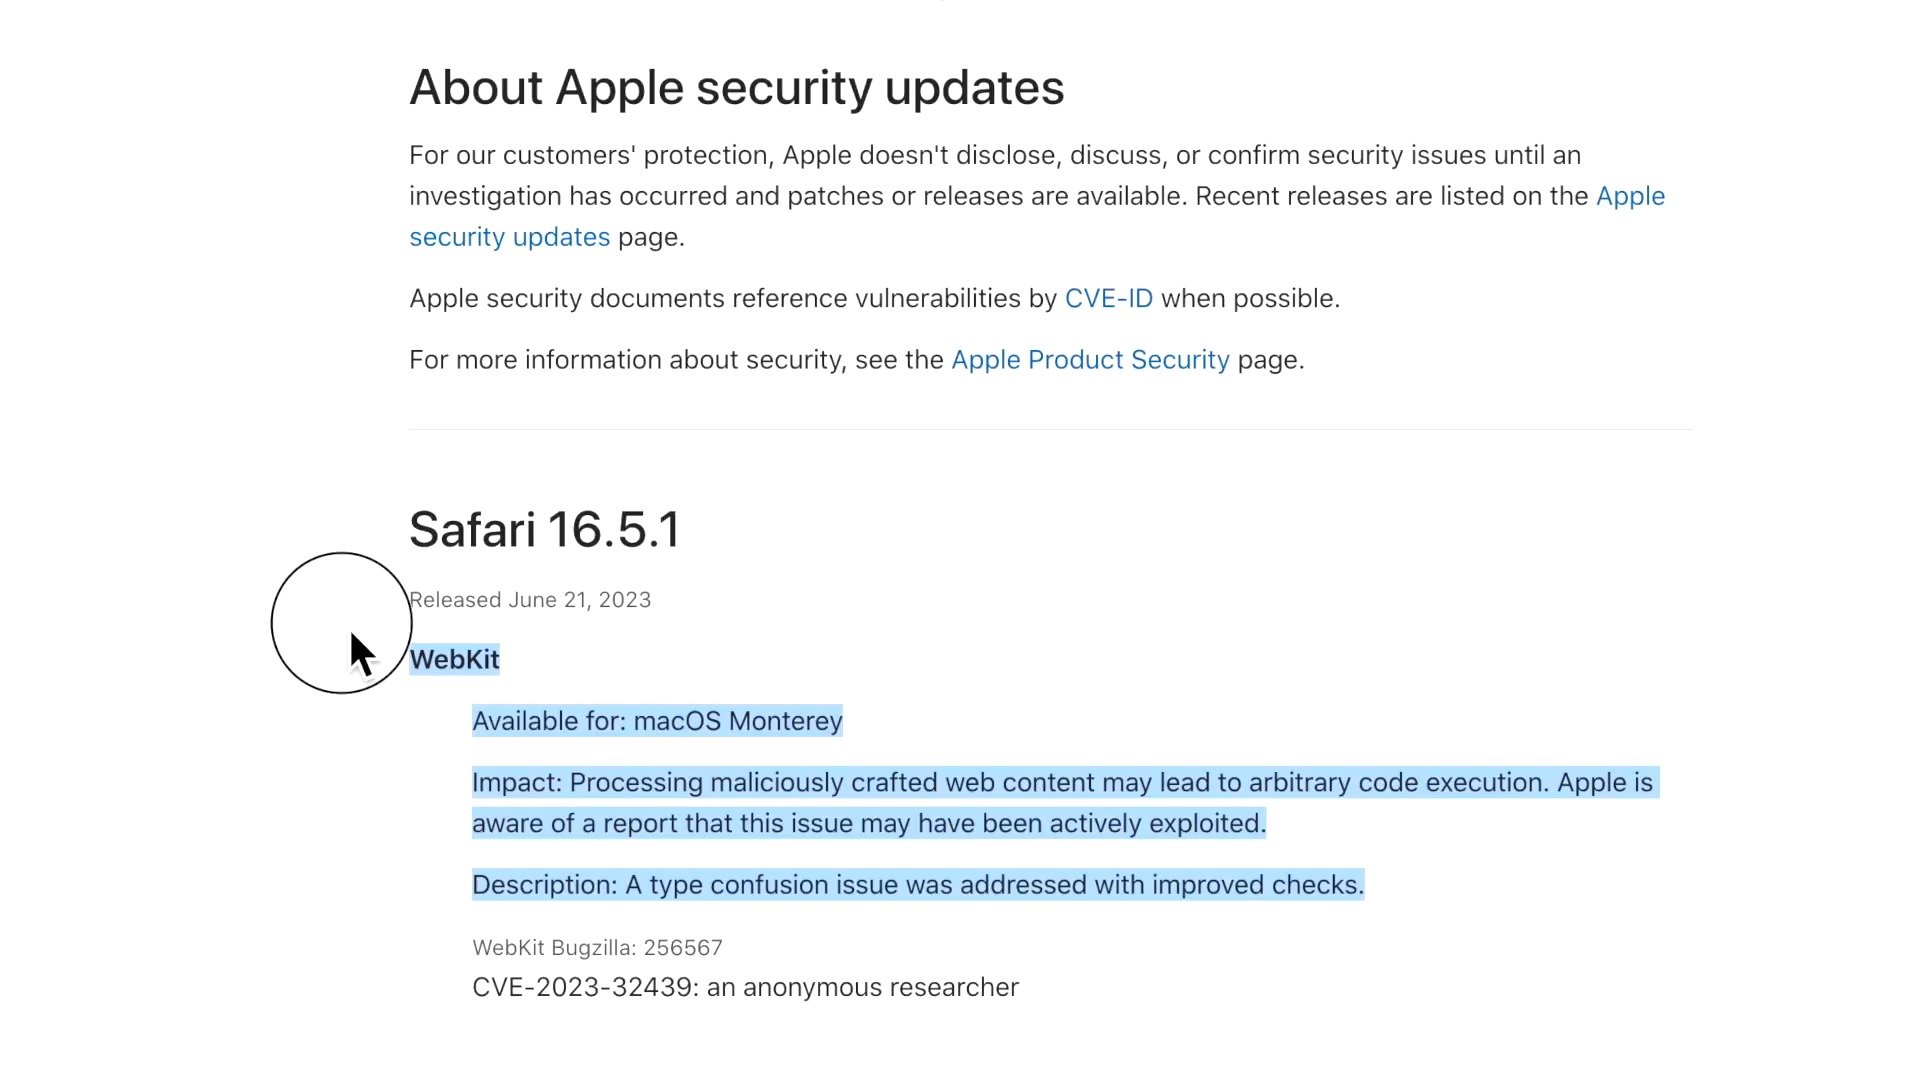 About Apple security updates
For our customers' protection, Apple doesn't disclose, discuss, or confirm security issues until an
investigation has occurred and patches or releases are available. Recent releases are listed on the Apple
security updates page.
Apple security documents reference vulnerabilities by CVE-ID when possible.
For more information about security, see the Apple Product Security page.
Safari 16.5.1
Released June 21, 2023
WebKit
Available for: macOS Monterey
Impact: Processing maliciously crafted web content may lead to arbitrary code execution. Apple is
aware of a report that this issue may have been actively exploited.
Description: A type confusion issue was addressed with improved checks.
WebKit Bugzilla: 256567
CVE-2023-32439: an anonymous researcher